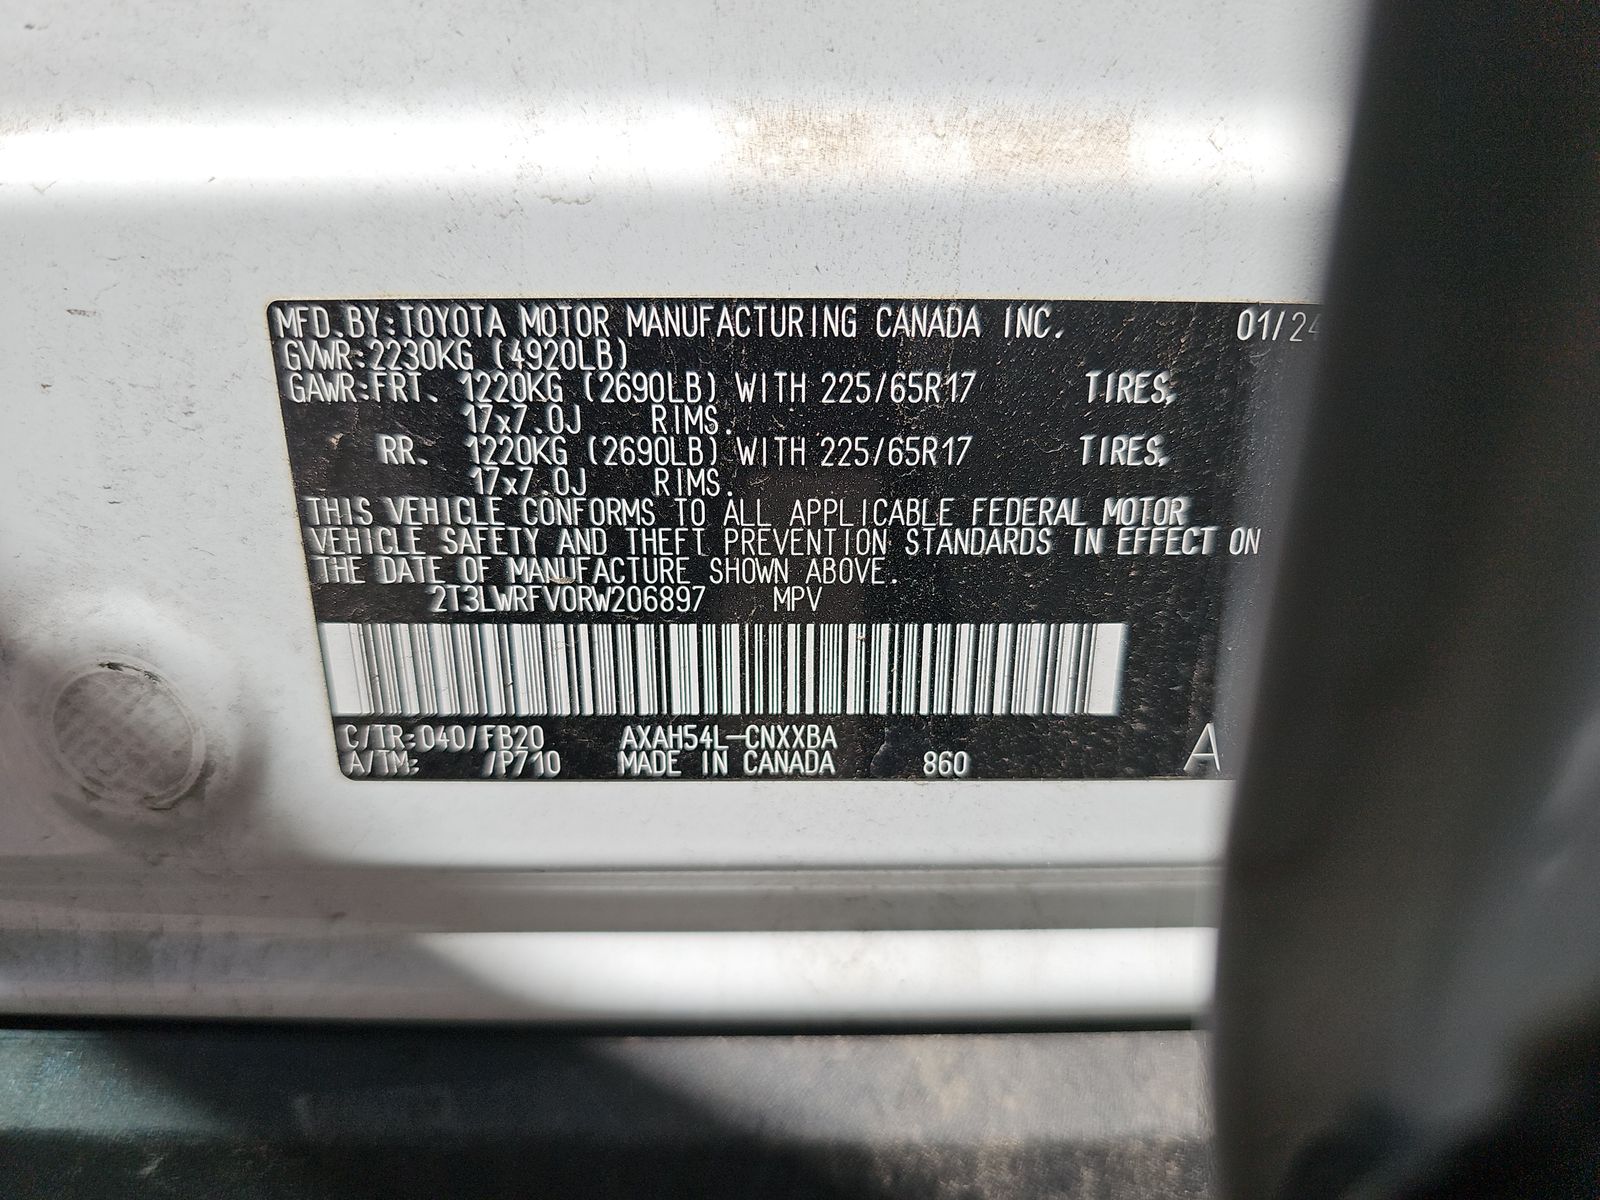 MFD.BY:TOYOTA MOTOR MANUFACTURING CANADA INC. 01/24
GVWR:2230KG (4920LB)
GAWR:FRT. 1220KG (2690LB) WITH 225/65R17 TIRES,
17x7.0J RIMS.
RR. 1220KG (2690LB) WITH 225/65R17 TIRES,
17x7.0J RIMS.
THIS VEHICLE CONFORMS TO ALL APPLICABLE FEDERAL MOTOR
VEHICLE SAFETY AND THEFT PREVENTION STANDARDS IN EFFECT ON
THE DATE OF MANUFACTURE SHOWN ABOVE.
2T3LWRFV0RW206897 MPV
C/TR:040/FB20 AXAH54L-CNXXBA
A/TM: /P710 MADE IN CANADA 860 A